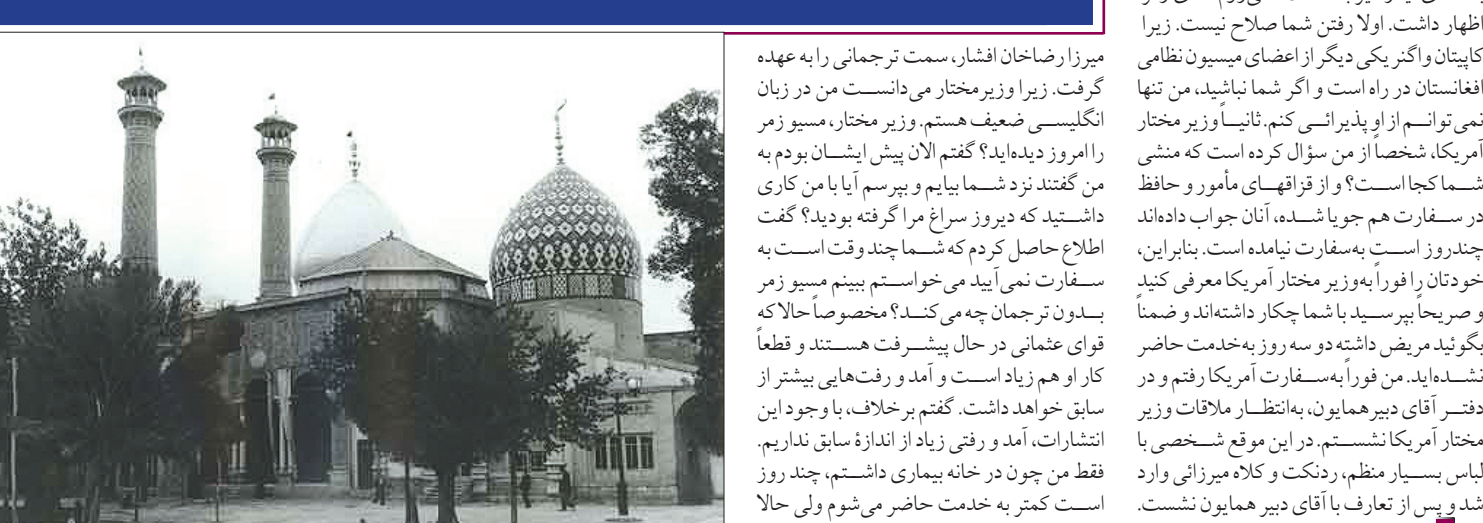 اظهار داشت. اولا رفتن شما صلاح نیست. زیرا
کاپیتان واگنر یکی دیگر از اعضای میسیون نظامی
افغانستان در راه است و اگر شما نباشید، من تنها
نمی‌توانم از او پذیرائی کنم. ثانیاً وزیر مختار
آمریکا، شخصاً از من سؤال کرده است که منشی
شما کجا است؟ و از قزاقهای مأمور و حافظ
در سفارت هم جویا شده، آنان جواب داده‌اند
چندروز است به‌سفارت نیامده است. بنابراین،
خودتان را فوراً به‌وزیر مختار آمریکا معرفی کنید
و صریحاً بپرسید با شما چکار داشته‌اند و ضمناً
بگوئید مریض داشته دو سه روز به‌خدمت حاضر
نشده‌اید. من فوراً به‌سفارت آمریکا رفتم و در
دفتر آقای دبیرهمایون، به‌انتظار ملاقات وزیر
مختار آمریکا نشستم. در این موقع شخصی با
لباس بسیار منظم، ردنکت و کلاه میرزائی وارد
شد و پس از تعارف با آقای دبیر همایون نشست.
میرزا رضاخان افشار، سمت ترجمانی را به عهده
گرفت. زیرا وزیرمختار می‌دانست من در زبان
انگلیسی ضعیف هستم. وزیر مختار، مسیو زمر
را امروز دیده‌اید؟ گفتم الان پیش ایشان بودم به
من گفتند نزد شما بیایم و بپرسم آیا با من کاری
داشتید که دیروز سراغ مرا گرفته بودید؟ گفت
اطلاع حاصل کردم که شما چند وقت است به
سفارت نمی‌آیید می‌خواستم ببینم مسیو زمر
بدون ترجمان چه می‌کند؟ مخصوصاً حالا که
قوای عثمانی در حال پیشرفت هستند و قطعاً
کار او هم زیاد است و آمد و رفت‌هایی بیشتر از
سابق خواهد داشت. گفتم برخلاف، با وجود این
انتشارات، آمد و رفتی زیاد از اندازهٔ سابق نداریم.
فقط من چون در خانه بیماری داشتم، چند روز
است کمتر به خدمت حاضر می‌شوم ولی حالا